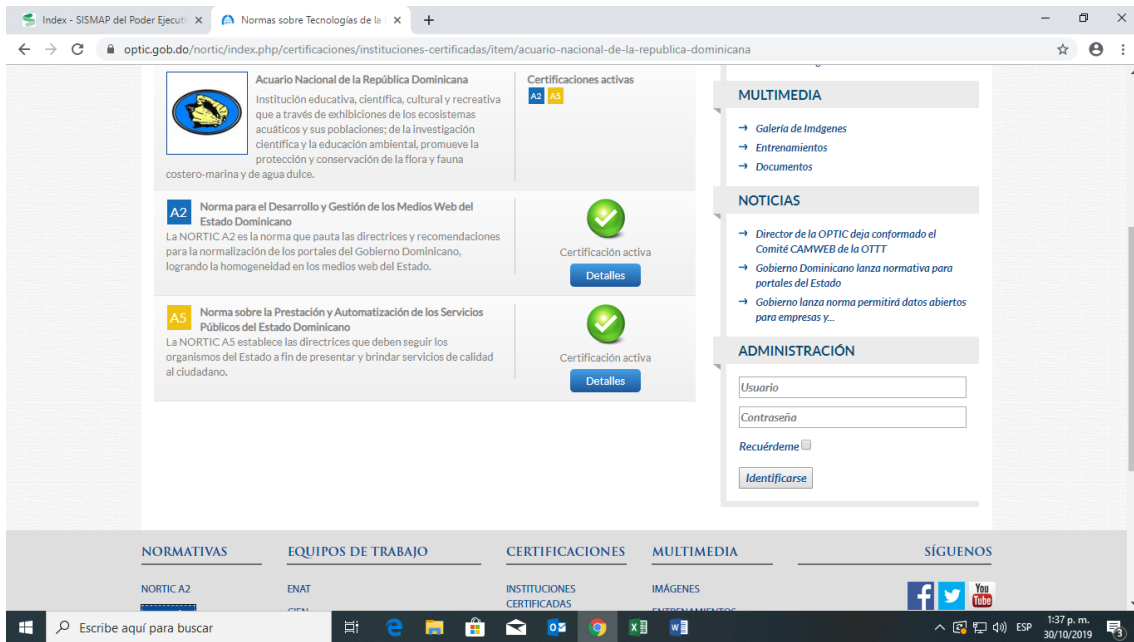 Index - SISMAP del Poder Ejecuti
Normas sobre Tecnologías de la
optic.gob.do/nortic/index.php/certificaciones/instituciones-certificadas/item/acuario-nacional-de-la-republica-dominicana
Acuario Nacional de la República Dominicana
Institución educativa, científica, cultural y recreativa
que a través de exhibiciones de los ecosistemas
acuáticos y sus poblaciones; de la investigación
científica y la educación ambiental, promueve la
protección y conservación de la flora y fauna
costero-marina y de agua dulce.
Certificaciones activas
A2 A5
A2 Norma para el Desarrollo y Gestión de los Medios Web del
Estado Dominicano
La NORTIC A2 es la norma que pauta las directrices y recomendaciones
para la normalización de los portales del Gobierno Dominicano,
logrando la homogeneidad en los medios web del Estado.
Certificación activa
Detalles
A5 Norma sobre la Prestación y Automatización de los Servicios
Públicos del Estado Dominicano
La NORTIC A5 establece las directrices que deben seguir los
organismos del Estado a fin de presentar y brindar servicios de calidad
al ciudadano.
Certificación activa
Detalles
MULTIMEDIA
Galería de Imágenes
Entrenamientos
Documentos
NOTICIAS
Director de la OPTIC deja conformado el
Comité CAMWEB de la OTTT
Gobierno Dominicano lanza normativa para
portales del Estado
Gobierno lanza norma permitirá datos abiertos
para empresas y...
ADMINISTRACIÓN
Usuario
Contraseña
Recuérdeme
Identificarse
NORMATIVAS
NORTIC A2
EQUIPOS DE TRABAJO
ENAT
CIEN
CERTIFICACIONES
INSTITUCIONES
CERTIFICADAS
MULTIMEDIA
IMÁGENES
ENTRENAMIENTOS
SÍGUENOS
You
Tube
Escribe aquí para buscar
ESP
1:37 p. m.
30/10/2019
3